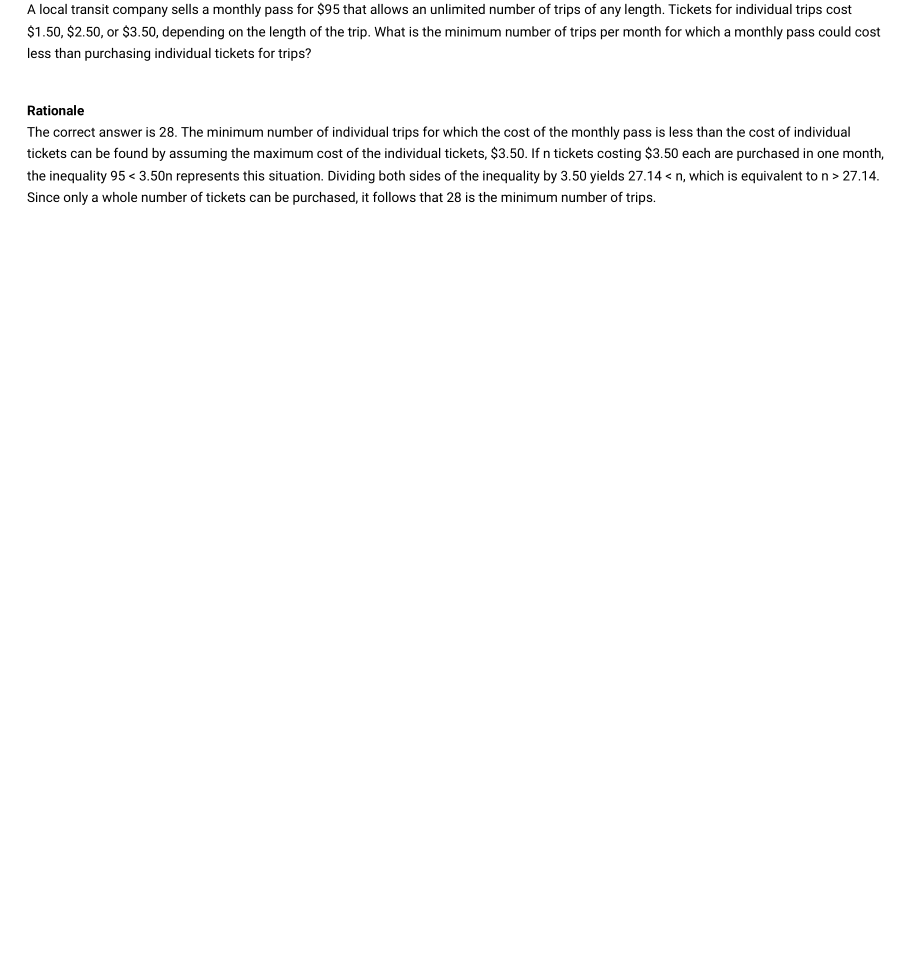 A local transit company sells a monthly pass for $95 that allows an unlimited number of trips of any length. Tickets for individual trips cost
$1.50, $2.50, or $3.50, depending on the length of the trip. What is the minimum number of trips per month for which a monthly pass could cost
less than purchasing individual tickets for trips?
Rationale
The correct answer is 28. The minimum number of individual trips for which the cost of the monthly pass is less than the cost of individual
tickets can be found by assuming the maximum cost of the individual tickets, $3.50. If n tickets costing $3.50 each are purchased in one month,
the inequality 95 < 3.50n represents this situation. Dividing both sides of the inequality by 3.50 yields 27.14 < n, which is equivalent to n > 27.14.
Since only a whole number of tickets can be purchased, it follows that 28 is the minimum number of trips.